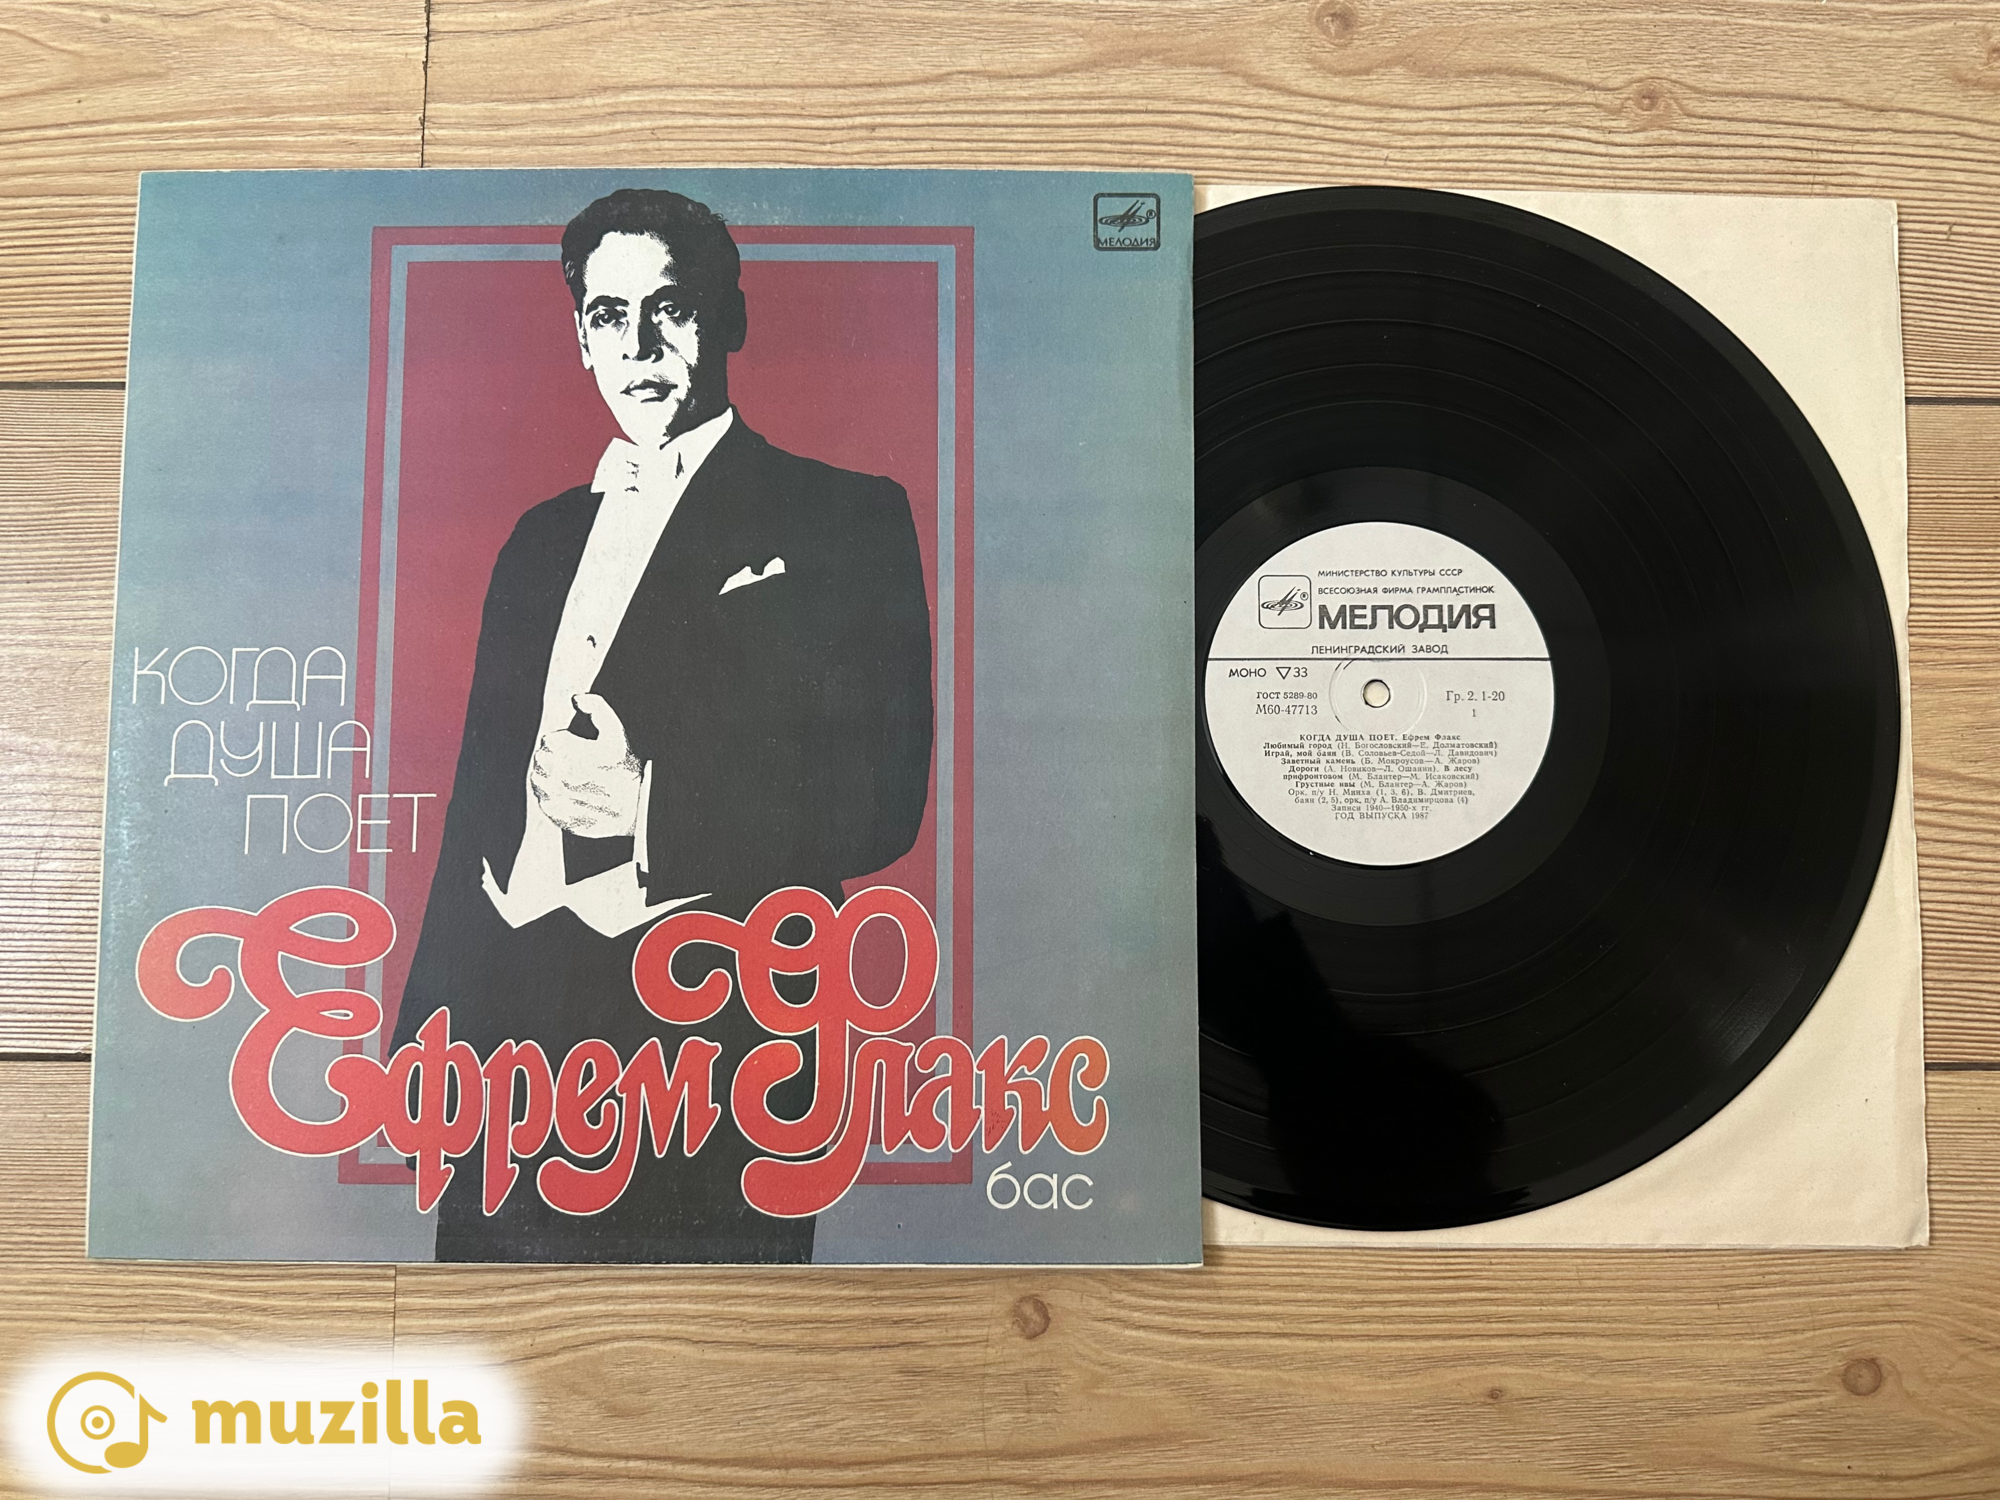 МЕЛОДИЯ
КОГДА
ДУША
ПОЕТ
Ефрем Флакс
бас
МИНИСТЕРСТВО КУЛЬТУРЫ СССР
ВСЕСОЮЗНАЯ ФИРМА ГРАМПЛАСТИНОК
МЕЛОДИЯ
ЛЕНИНГРАДСКИЙ ЗАВОД
МОНО 33
ГОСТ 5289-80
М60-47713
Гр. 2. 1-20
1
КОГДА ДУША ПОЕТ. Ефрем Флакс
Любимый город (Н. Богословский—Е. Долматовский)
Играй, мой баян (В. Соловьев-Седой—Л. Давидович)
Заветный камень (Б. Мокроусов—А. Жаров)
Дороги (А. Новиков—Л. Ошанин). В лесу
прифронтовом (М. Блантер—М. Исаковский)
Грустные ивы (М. Блантер—А. Жаров)
Орк. п/у Н. Минха (1, 3, 6), В. Дмитриев,
баян (2, 5), орк. п/у А. Владимирцова (4)
Записи 1940—1950-х гг.
ГОД ВЫПУСКА 1987
muzilla